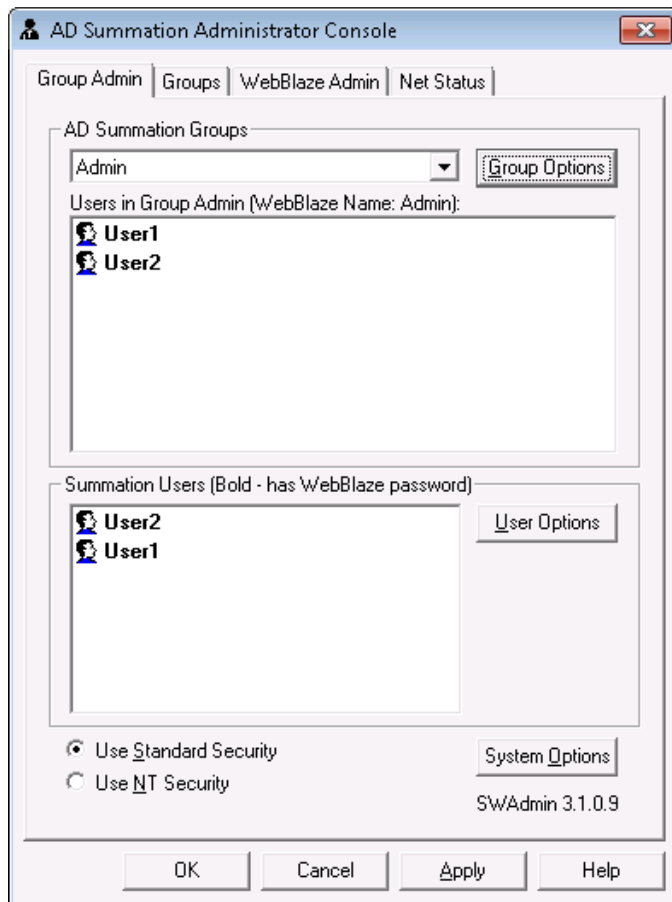 AD Summation Administrator Console
Group Admin Groups WebBlaze Admin Net Status
AD Summation Groups
Admin Group Options
Users in Group Admin (WebBlaze Name: Admin):
User1
User2
Summation Users (Bold - has WebBlaze password)
User2 User Options
User1
Use Standard Security System Options
Use NT Security
SWAdmin 3.1.0.9
OK Cancel Apply Help